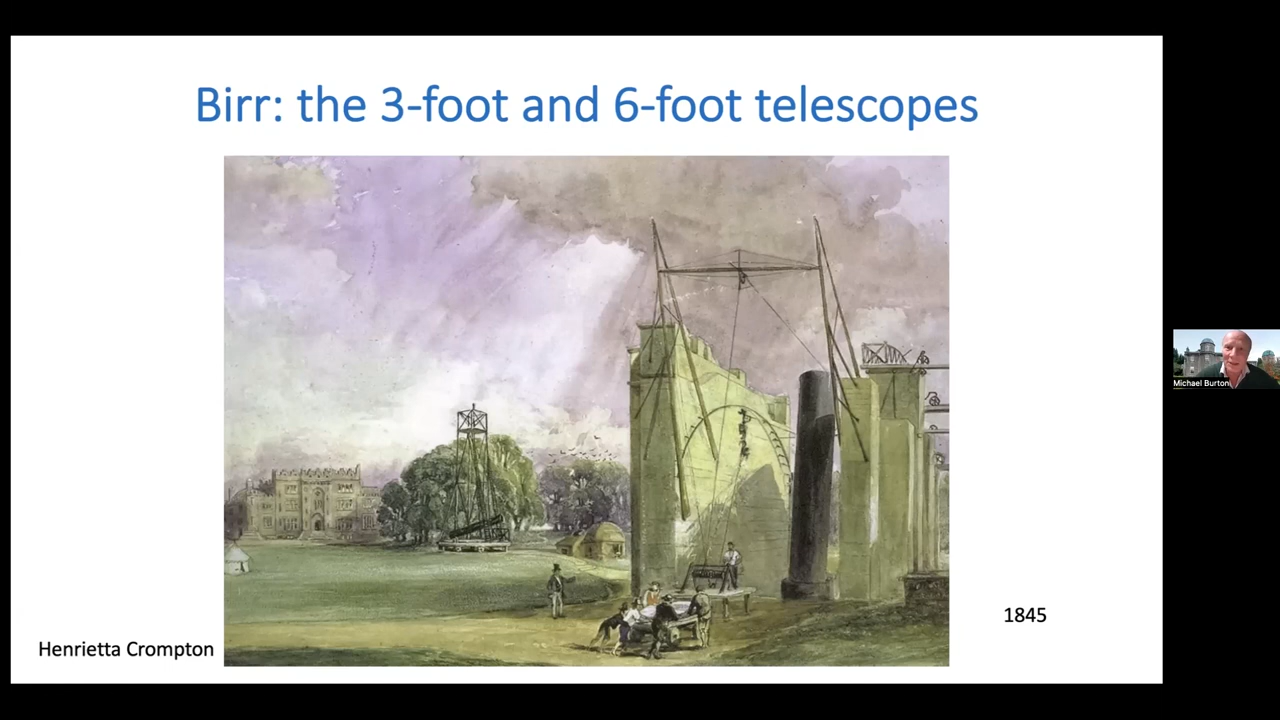 Birr: the 3-foot and 6-foot telescopes
Michael Burton
1845
Henrietta Crompton